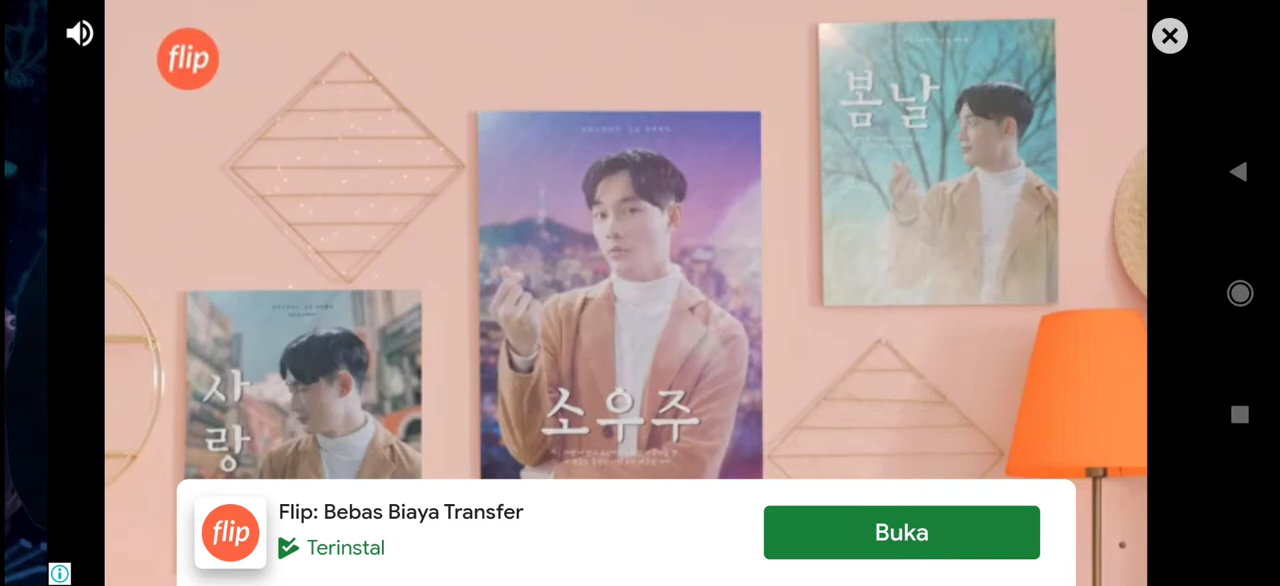 flip
봄날
소우주
사
랑
flip
Flip: Bebas Biaya Transfer
Terinstal
Buka